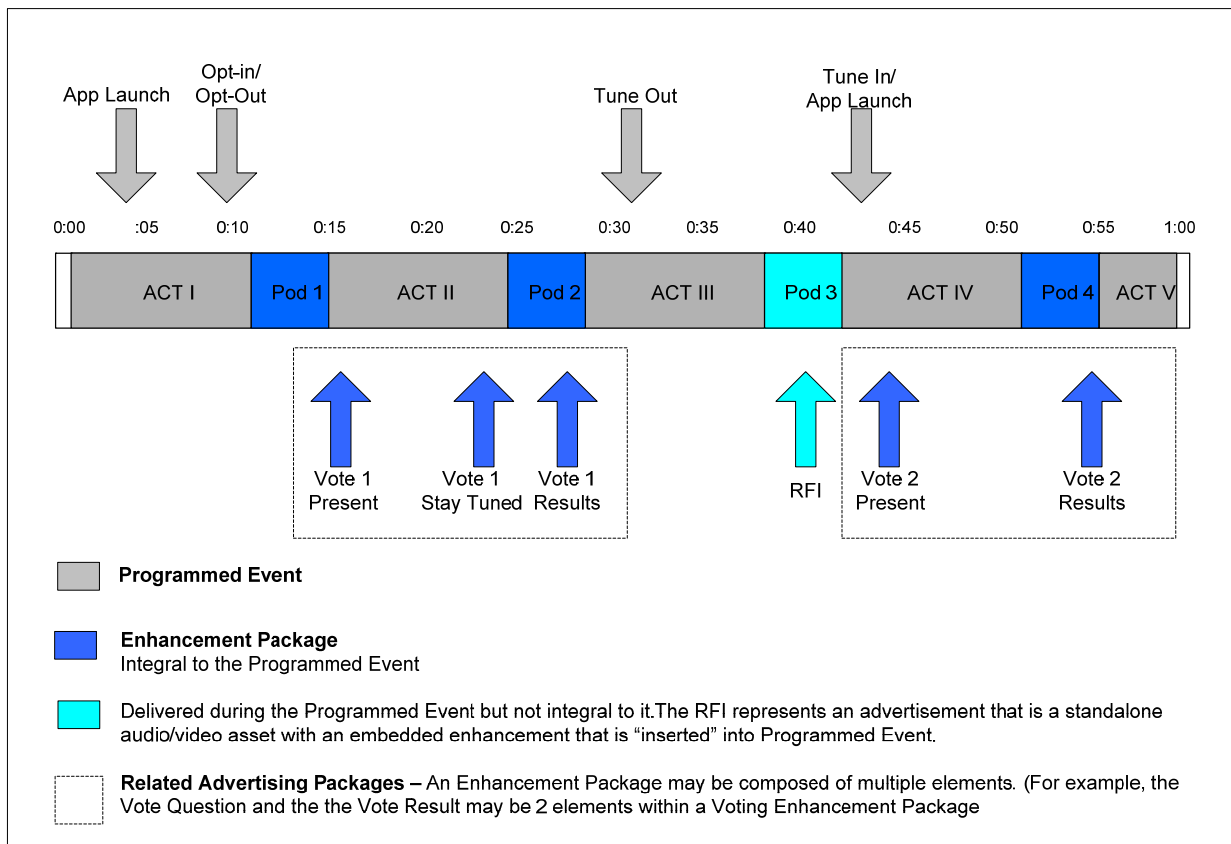 App Launch
Opt-in/
Opt-Out
Tune Out
Tune In/
App Launch
0:00 :05 0:10 0:15 0:20 0:25 0:30 0:35 0:40 0:45 0:50 0:55 1:00
ACT I Pod 1 ACT II Pod 2 ACT III Pod 3 ACT IV Pod 4 ACT V
Vote 1
Present
Vote 1
Stay Tuned
Vote 1
Results
RFI
Vote 2
Present
Vote 2
Results
Programmed Event
Enhancement Package
Integral to the Programmed Event
Delivered during the Programmed Event but not integral to it.The RFI represents an advertisement that is a standalone
audio/video asset with an embedded enhancement that is “inserted” into Programmed Event.
Related Advertising Packages – An Enhancement Package may be composed of multiple elements. (For example, the
Vote Question and the the Vote Result may be 2 elements within a Voting Enhancement Package